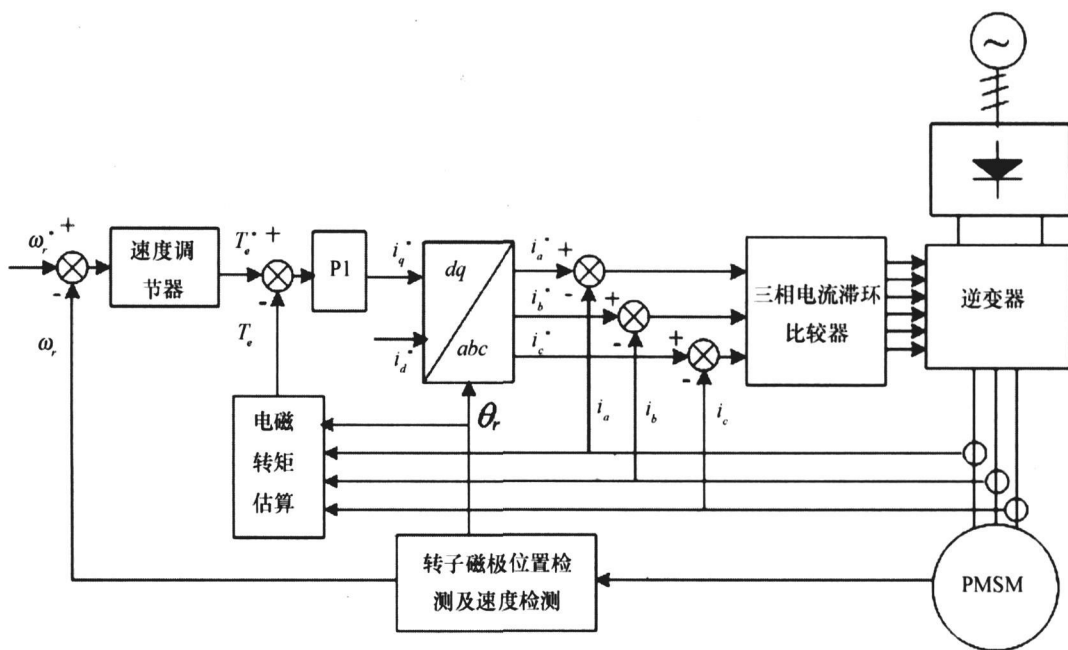 ~
ω_r^* +
速度调
节器
T_e^* +
P1
i_q^*
dq
abc
i_a^* +
i_b^* +
i_c^* +
三相电流滞环
比较器
逆变器
-
-
-
-
-
ω_r
T_e
i_d^*
θ_r
i_a
i_b
i_c
电磁
转矩
估算
转子磁极位置检
测及速度检测
PMSM